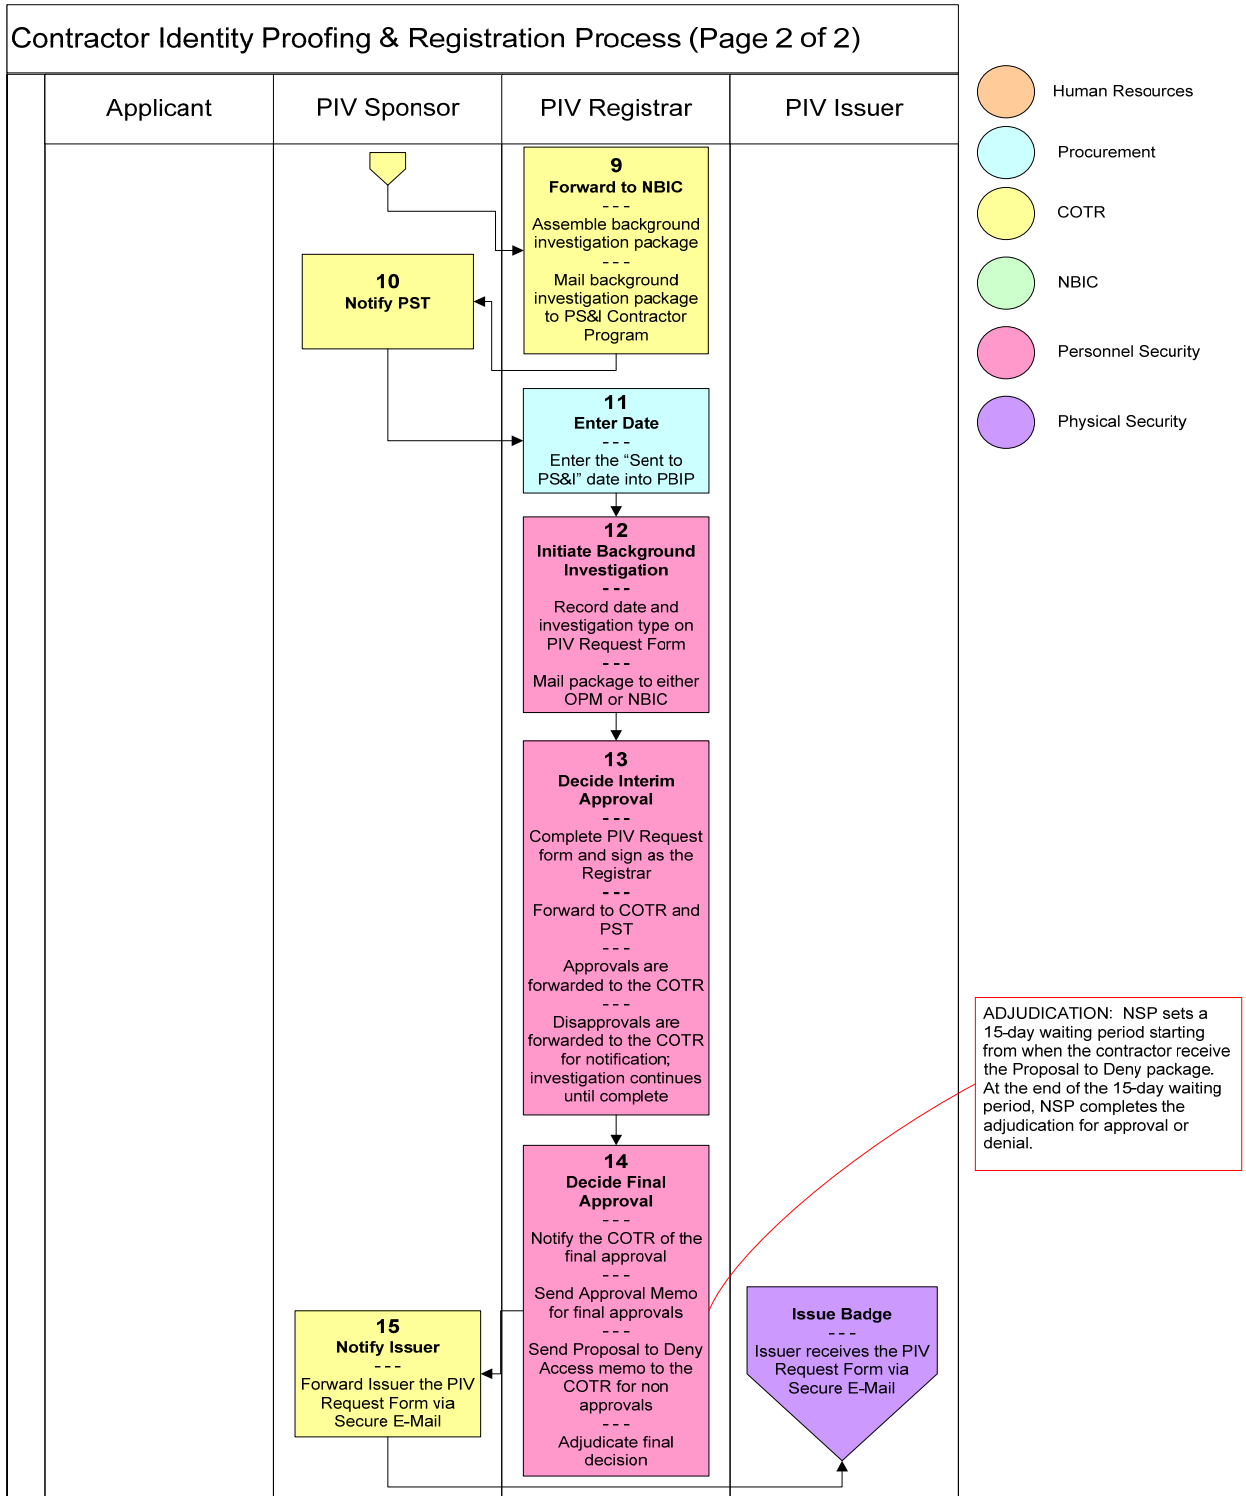 Contractor Identity Proofing & Registration Process (Page 2 of 2)
Applicant
PIV Sponsor
PIV Registrar
PIV Issuer
9
Forward to NBIC
- - -
Assemble background
investigation package
- - -
Mail background
investigation package
to PS&I Contractor
Program
10
Notify PST
11
Enter Date
- - -
Enter the “Sent to
PS&I” date into PBIP
12
Initiate Background
Investigation
- - -
Record date and
investigation type on
PIV Request Form
- - -
Mail package to either
OPM or NBIC
13
Decide Interim
Approval
- - -
Complete PIV Request
form and sign as the
Registrar
- - -
Forward to COTR and
PST
- - -
Approvals are
forwarded to the COTR
- - -
Disapprovals are
forwarded to the COTR
for notification;
investigation continues
until complete
14
Decide Final
Approval
- - -
Notify the COTR of the
final approval
- - -
Send Approval Memo
for final approvals
- - -
Send Proposal to Deny
Access memo to the
COTR for non
approvals
- - -
Adjudicate final
decision
15
Notify Issuer
- - -
Forward Issuer the PIV
Request Form via
Secure E-Mail
Issue Badge
- - -
Issuer receives the PIV
Request Form via
Secure E-Mail
Human Resources
Procurement
COTR
NBIC
Personnel Security
Physical Security
ADJUDICATION:  NSP sets a
15-day waiting period starting
from when the contractor receive
the Proposal to Deny package.
At the end of the 15-day waiting
period, NSP completes the
adjudication for approval or
denial.